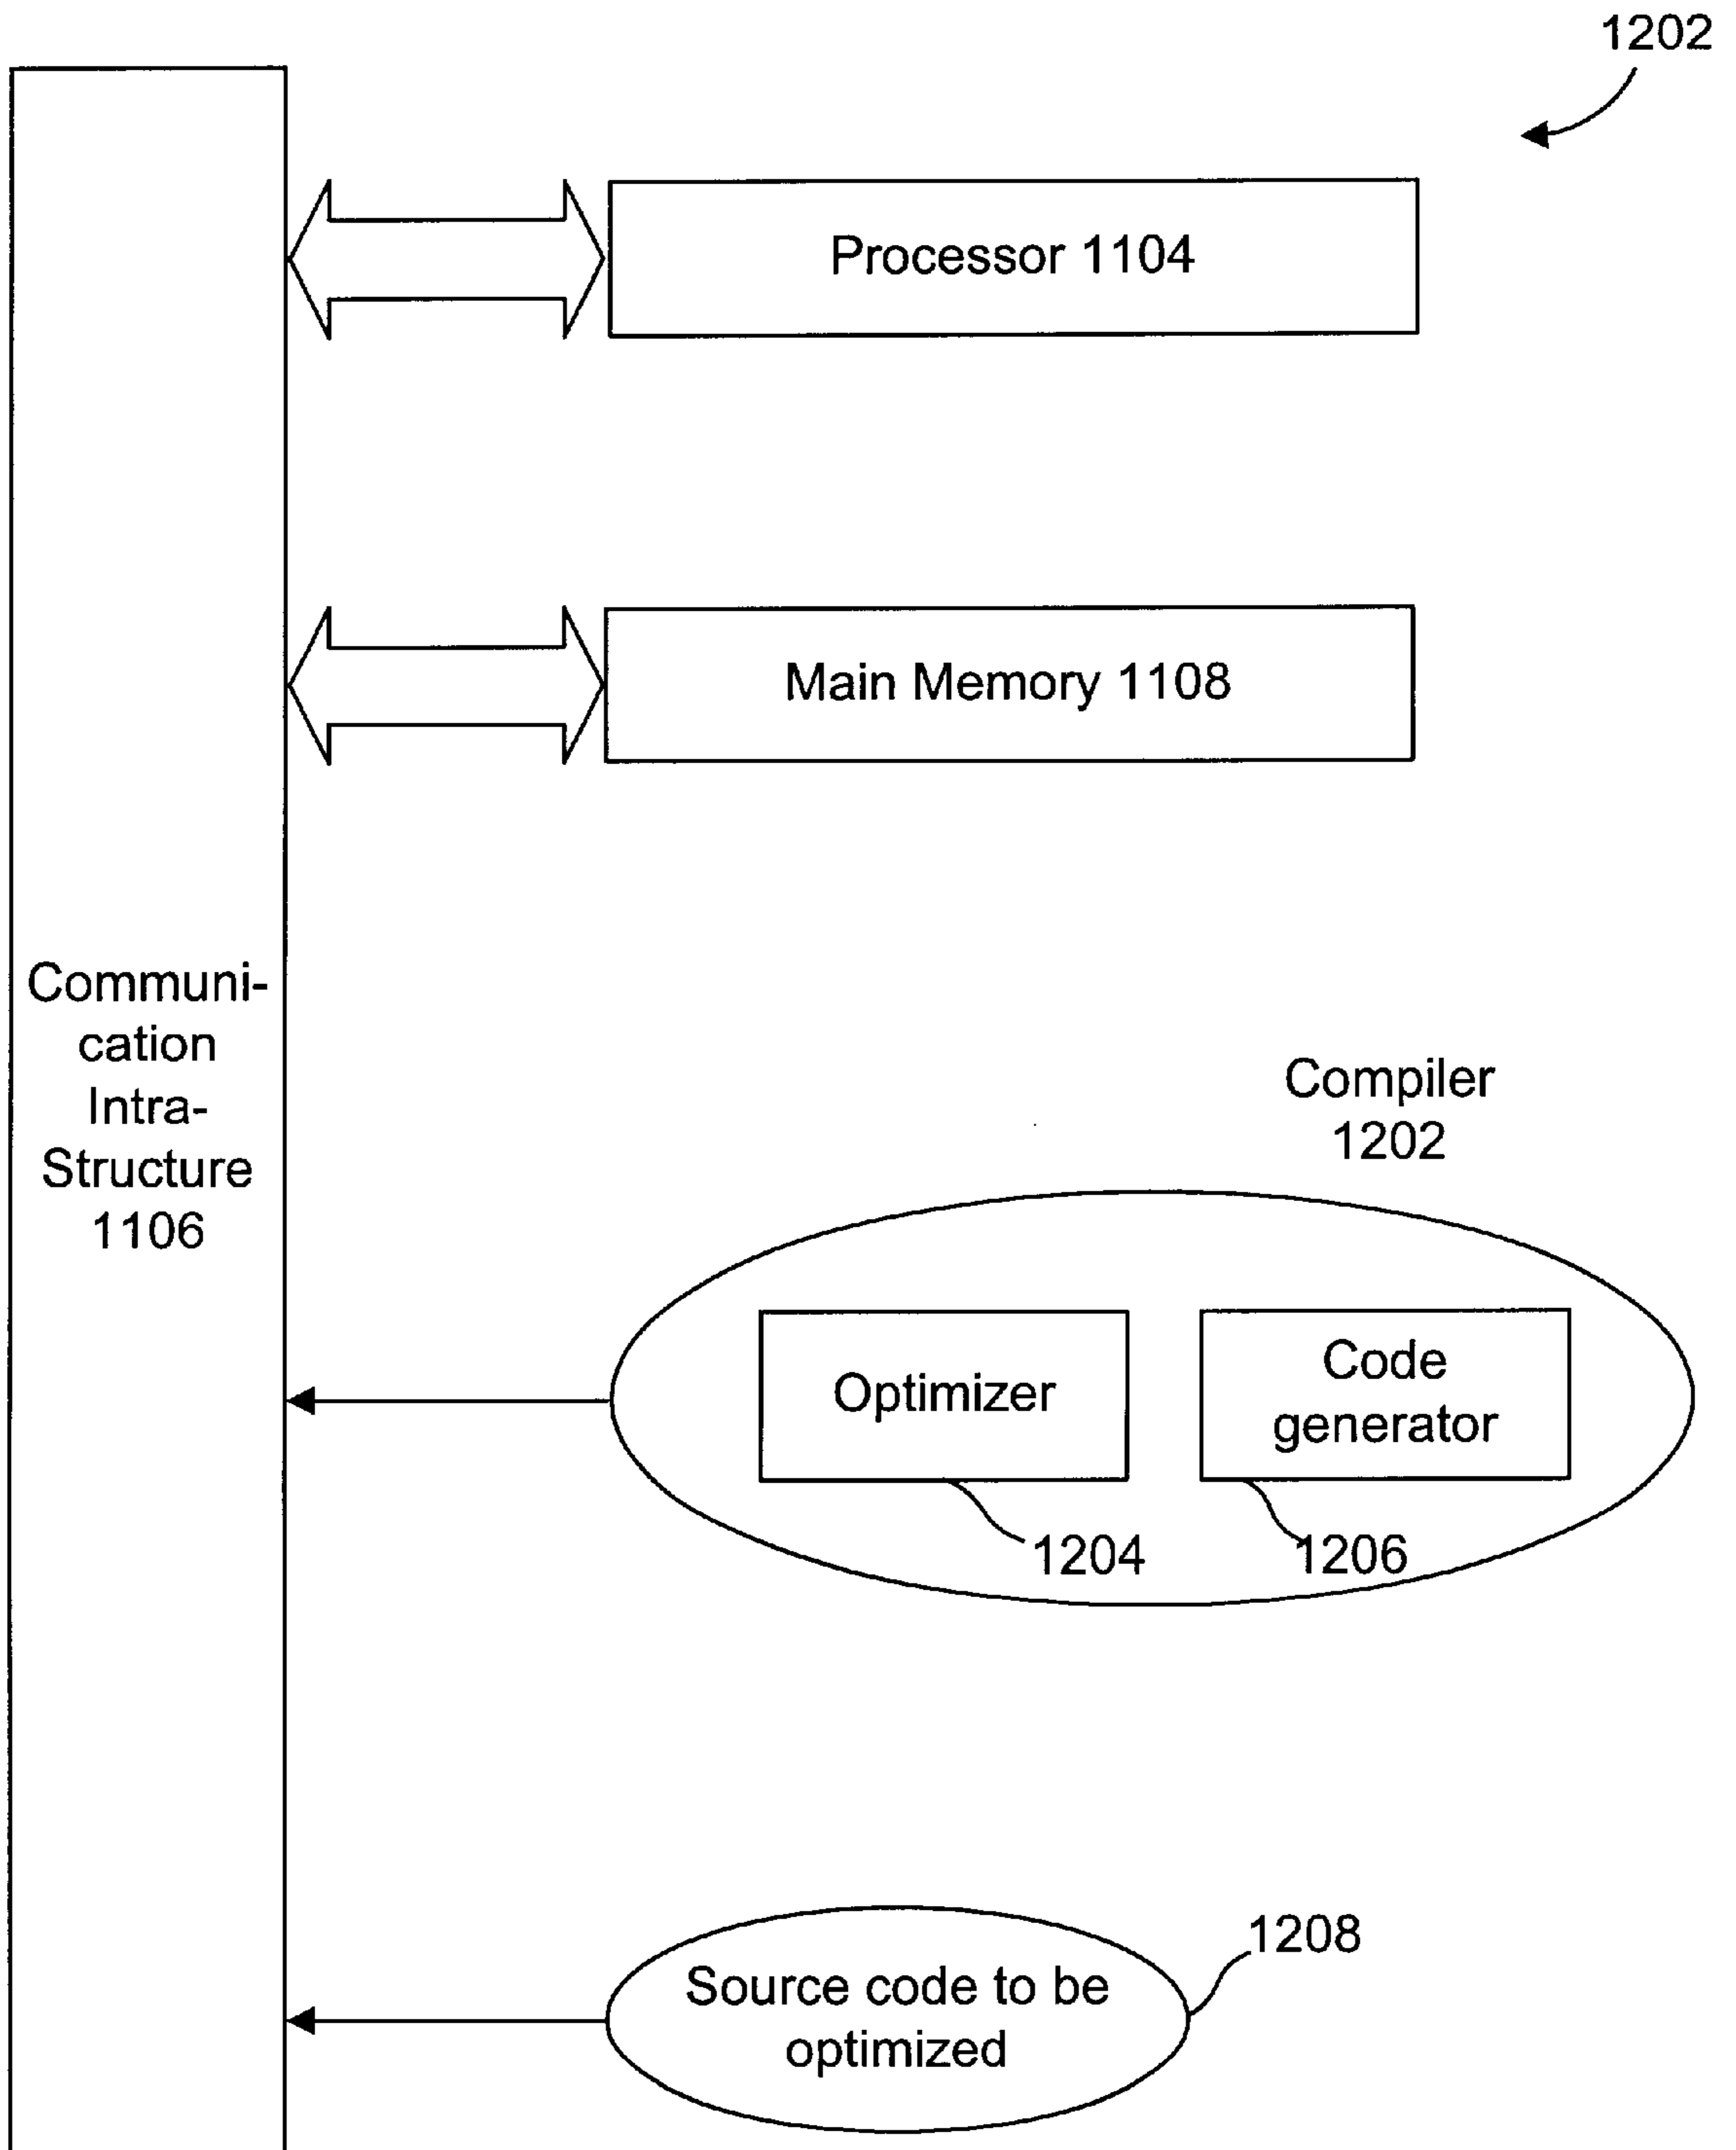 1202
Processor 1104
Main Memory 1108
Communi-
cation
Intra-
Structure
1106
Compiler
1202
Optimizer
Code
generator
1204
1206
1208
Source code to be
optimized